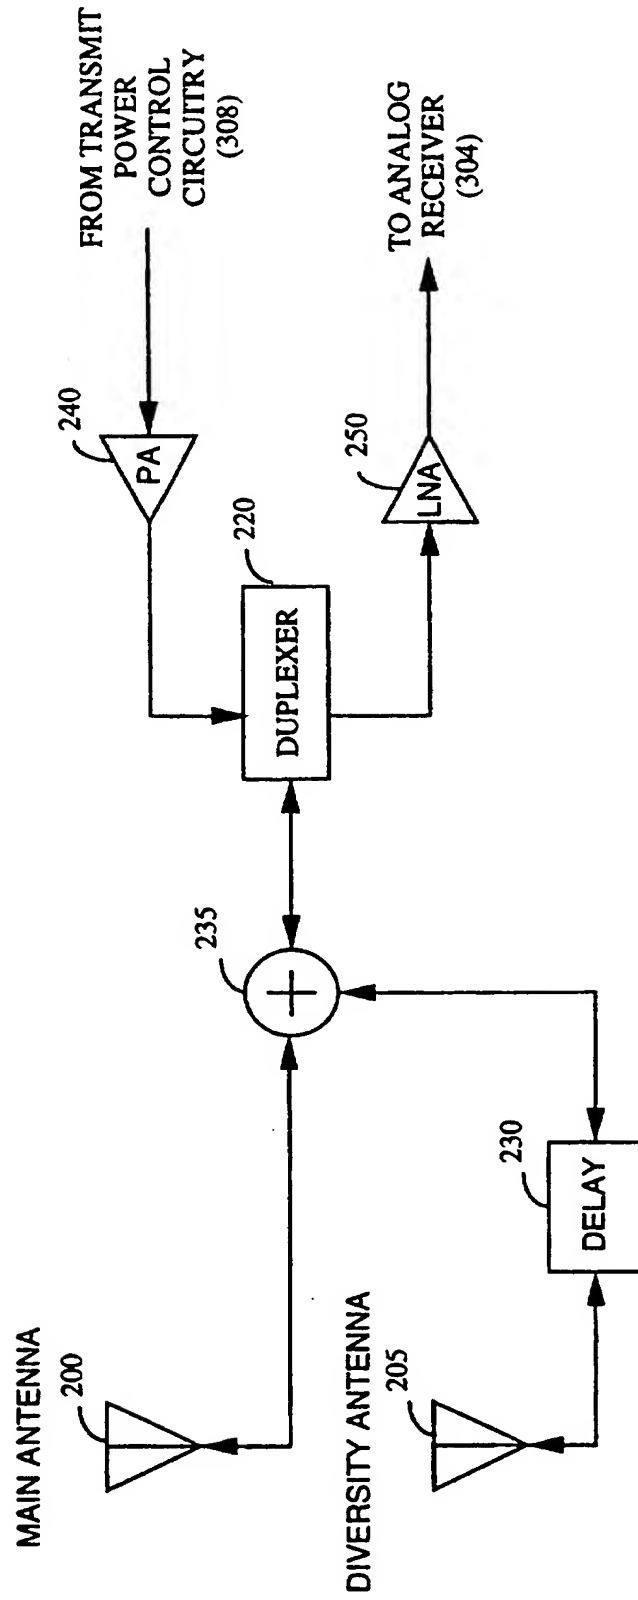 MAIN ANTENNA
200
DIVERSITY ANTENNA
205
DELAY
230
235
DUPLEXER
220
PA
240
FROM TRANSMIT
POWER
CONTROL
CIRCUITRY
(308)
LNA
250
TO ANALOG
RECEIVER
(304)